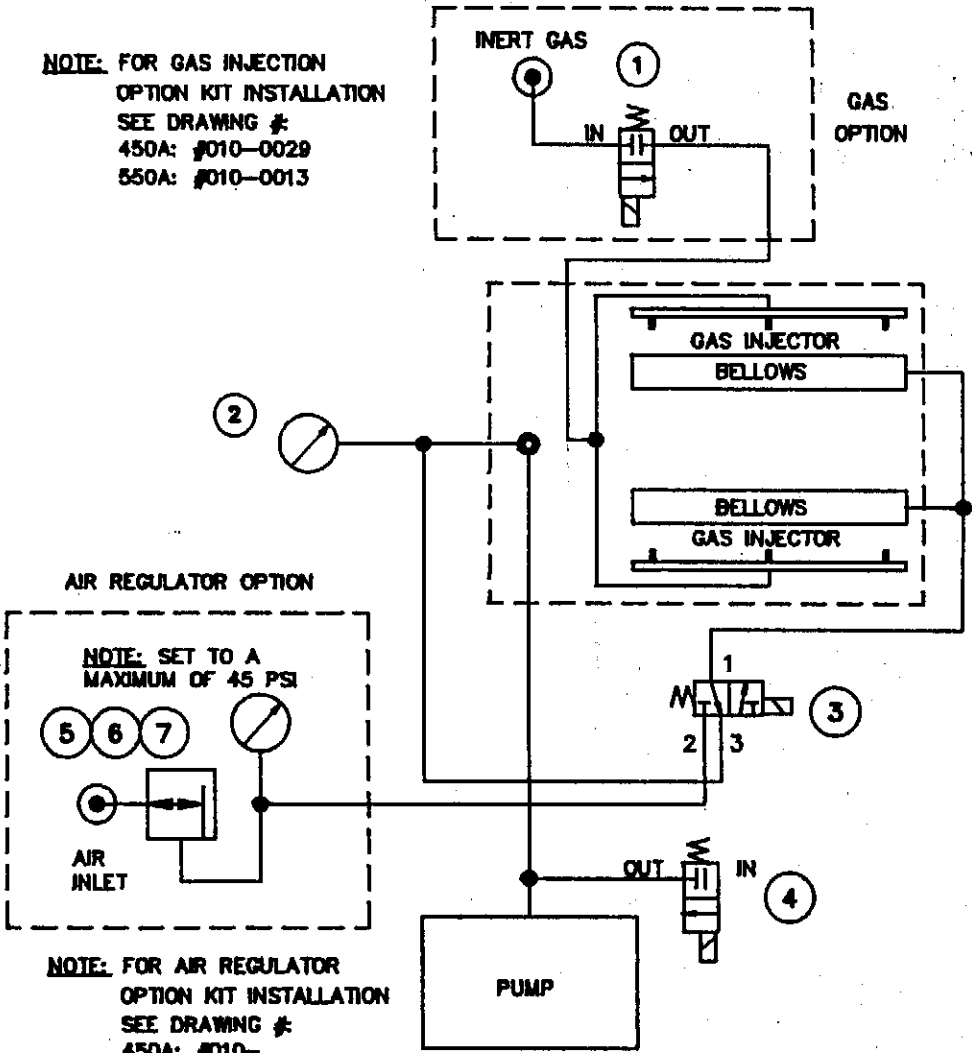 NOTE: FOR GAS INJECTION
OPTION KIT INSTALLATION
SEE DRAWING #:
450A: #010-0029
550A: #010-0013
INERT GAS
1
IN
OUT
GAS
OPTION
GAS INJECTOR
BELLOWS
2
BELLOWS
GAS INJECTOR
AIR REGULATOR OPTION
NOTE: SET TO A
MAXIMUM OF 45 PSI
5 6 7
AIR
INLET
1
2 3
3
OUT
IN
4
PUMP
NOTE: FOR AIR REGULATOR
OPTION KIT INSTALLATION
SEE DRAWING #:
450A: #010-